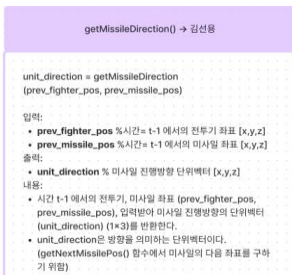 getMissileDirection() → 김선용
unit_direction = getMissileDirection
(prev_fighter_pos, prev_missile_pos)
입력:
• prev_fighter_pos %시간= t-1 에서의 전투기 좌표 [x,y,z]
• prev_missile_pos %시간= t-1 에서의 미사일 좌표 [x,y,z]
출력:
• unit_direction % 미사일 진행방향 단위벡터 [x,y,z]
내용:
• 시간 t-1 에서의 전투기, 미사일 좌표 (prev_fighter_pos,
prev_missile_pos), 입력받아 미사일 진행방향의 단위벡터
(unit_direction) (1×3)를 반환한다.
• unit_direction은 방향을 의미하는 단위벡터이다.
(getNextMissilePos() 함수에서 미사일의 다음 좌표를 구하
기 위함)